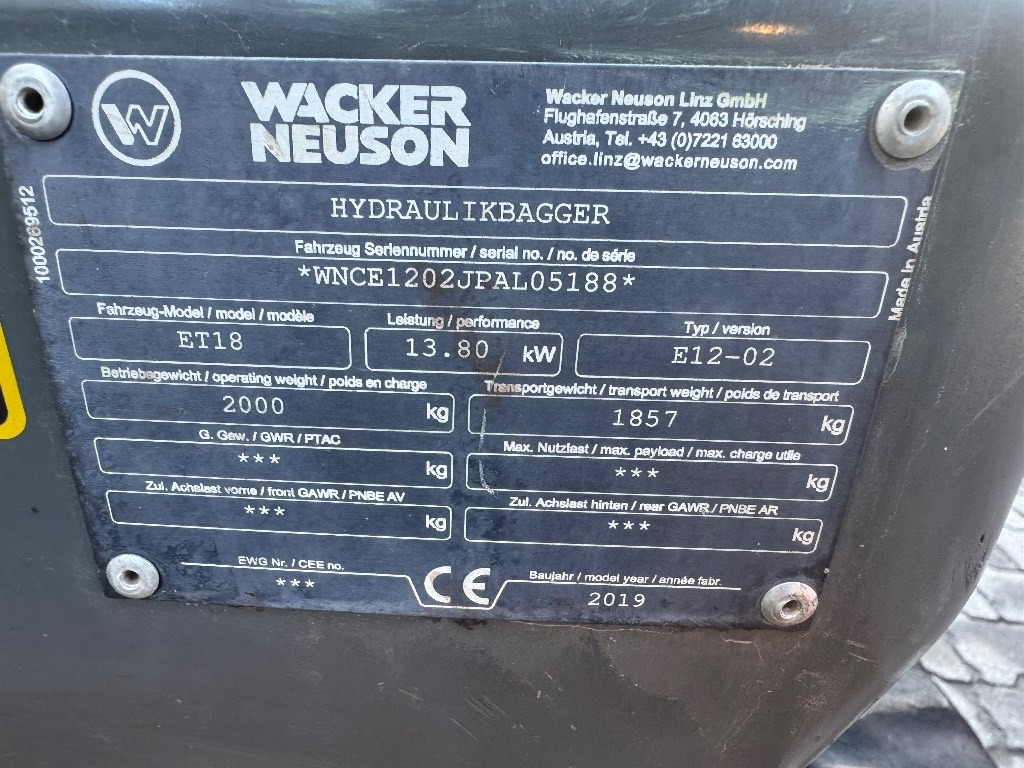 W
WACKER
NEUSON
Wacker Neuson Linz GmbH
Flughafenstraße 7, 4063 Hörsching
Austria, Tel. +43 (0)7221 63000
office.linz@wackerneuson.com
1000269512
Made in Austria
HYDRAULIKBAGGER
Fahrzeug Seriennummer / serial no. / no. de série
*WNCE1202JPAL05188*
Fahrzeug-Model / model / modèle
ET18
Leistung / performance
13.80 kW
Typ / version
E12-02
Betriebsgewicht / operating weight / poids en charge
2000 kg
Transportgewicht / transport weight / poids de transport
1857 kg
G. Gew. / GWR / PTAC
*** kg
Max. Nutzlast / max. payload / max. charge utile
*** kg
Zul. Achslast vorne / front GAWR / PNBE AV
*** kg
Zul. Achslast hinten / rear GAWR / PNBE AR
*** kg
EWG Nr. / CEE no.
***
CE
Baujahr / model year / année fabr.
2019